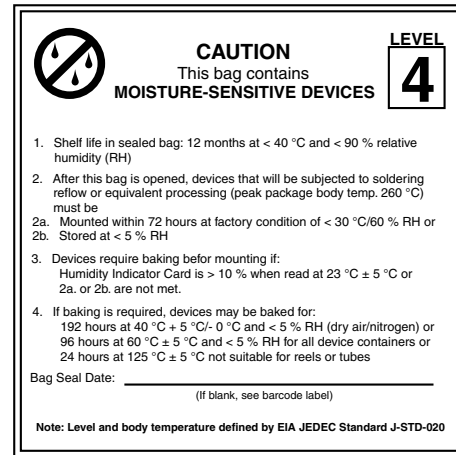 LEVEL
CAUTION
4
This bag contains
MOISTURE-SENSITIVE DEVICES
1. Shelf life in sealed bag: 12 months at < 40 °C and < 90 % relative
humidity (RH)
2. After this bag is opened, devices that will be subjected to soldering
reflow or equivalent processing (peak package body temp. 260 °C)
must be
2a. Mounted within 72 hours at factory condition of < 30 °C/60 % RH or
2b. Stored at < 5 % RH
3. Devices require baking befor mounting if:
Humidity Indicator Card is > 10 % when read at 23 °C ± 5 °C or
2a. or 2b. are not met.
4. If baking is required, devices may be baked for:
192 hours at 40 °C + 5 °C/- 0 °C and < 5 % RH (dry air/nitrogen) or
96 hours at 60 °C ± 5 °C and < 5 % RH for all device containers or
24 hours at 125 °C ± 5 °C not suitable for reels or tubes
Bag Seal Date:
(If blank, see barcode label)
Note: Level and body temperature defined by EIA JEDEC Standard J-STD-020